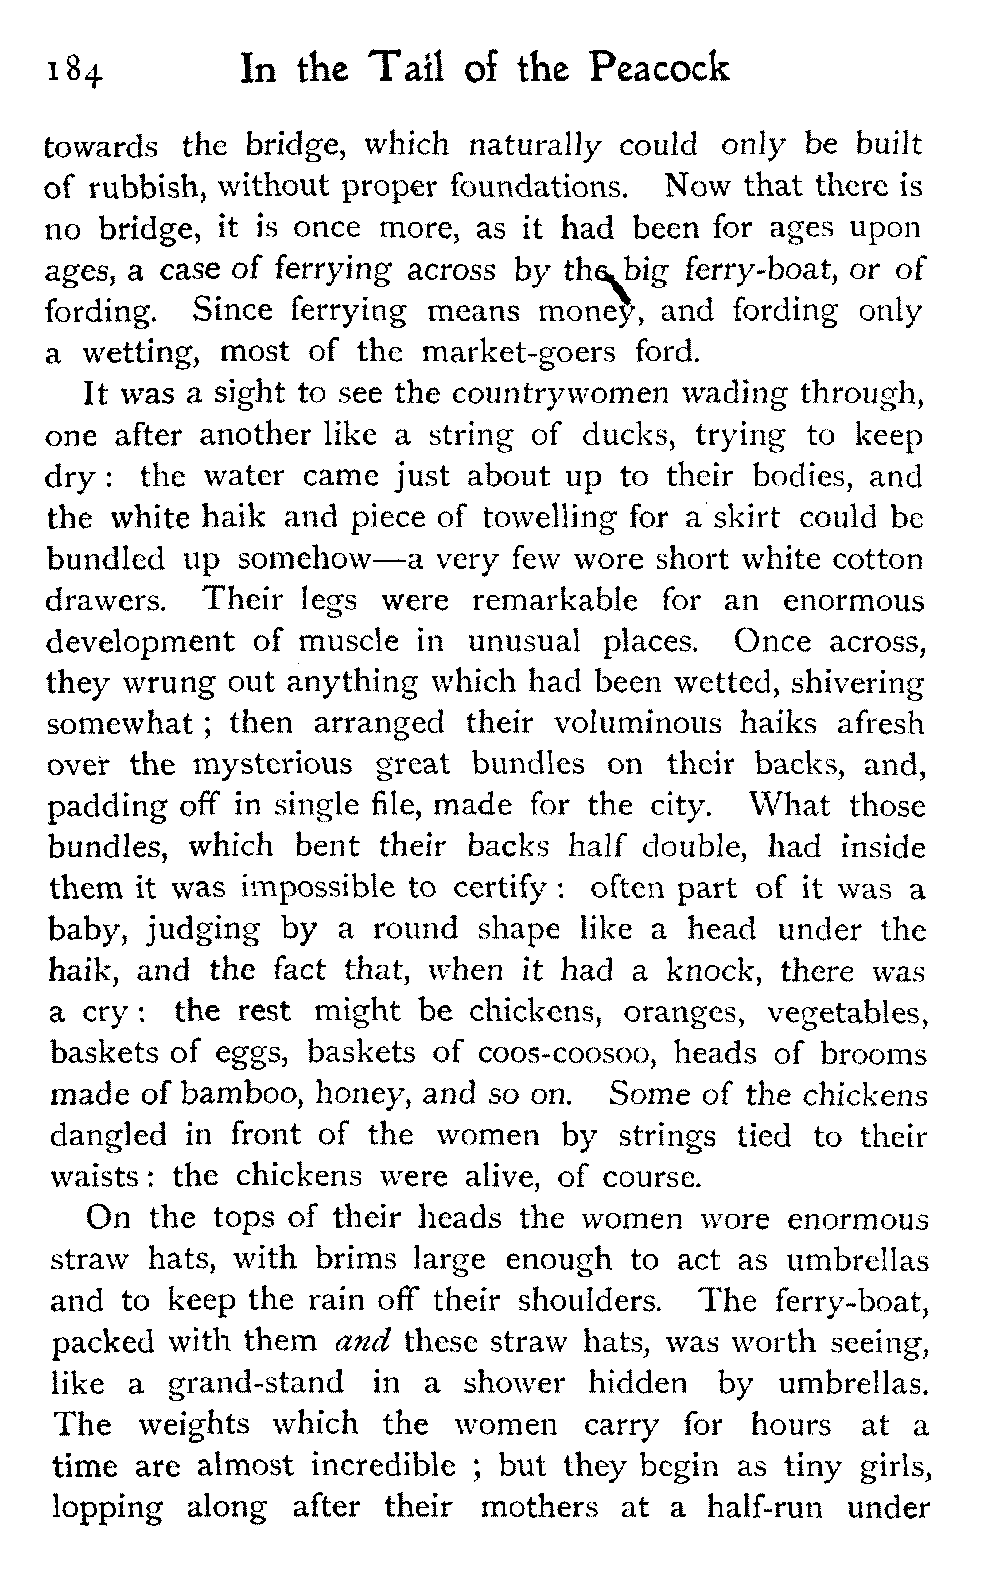 184 In the Tail of the Peacock
towards the bridge, which naturally could only be built
of rubbish, without proper foundations. Now that there is
no bridge, it is once more, as it had been for ages upon
ages, a case of ferrying across by the big ferry-boat, or of
fording. Since ferrying means money, and fording only
a wetting, most of the market-goers ford.
It was a sight to see the countrywomen wading through,
one after another like a string of ducks, trying to keep
dry : the water came just about up to their bodies, and
the white haik and piece of towelling for a skirt could be
bundled up somehow—a very few wore short white cotton
drawers. Their legs were remarkable for an enormous
development of muscle in unusual places. Once across,
they wrung out anything which had been wetted, shivering
somewhat ; then arranged their voluminous haiks afresh
over the mysterious great bundles on their backs, and,
padding off in single file, made for the city. What those
bundles, which bent their backs half double, had inside
them it was impossible to certify : often part of it was a
baby, judging by a round shape like a head under the
haik, and the fact that, when it had a knock, there was
a cry : the rest might be chickens, oranges, vegetables,
baskets of eggs, baskets of coos-coosoo, heads of brooms
made of bamboo, honey, and so on. Some of the chickens
dangled in front of the women by strings tied to their
waists : the chickens were alive, of course.
On the tops of their heads the women wore enormous
straw hats, with brims large enough to act as umbrellas
and to keep the rain off their shoulders. The ferry-boat,
packed with them and these straw hats, was worth seeing,
like a grand-stand in a shower hidden by umbrellas.
The weights which the women carry for hours at a
time are almost incredible ; but they begin as tiny girls,
lopping along after their mothers at a half-run under